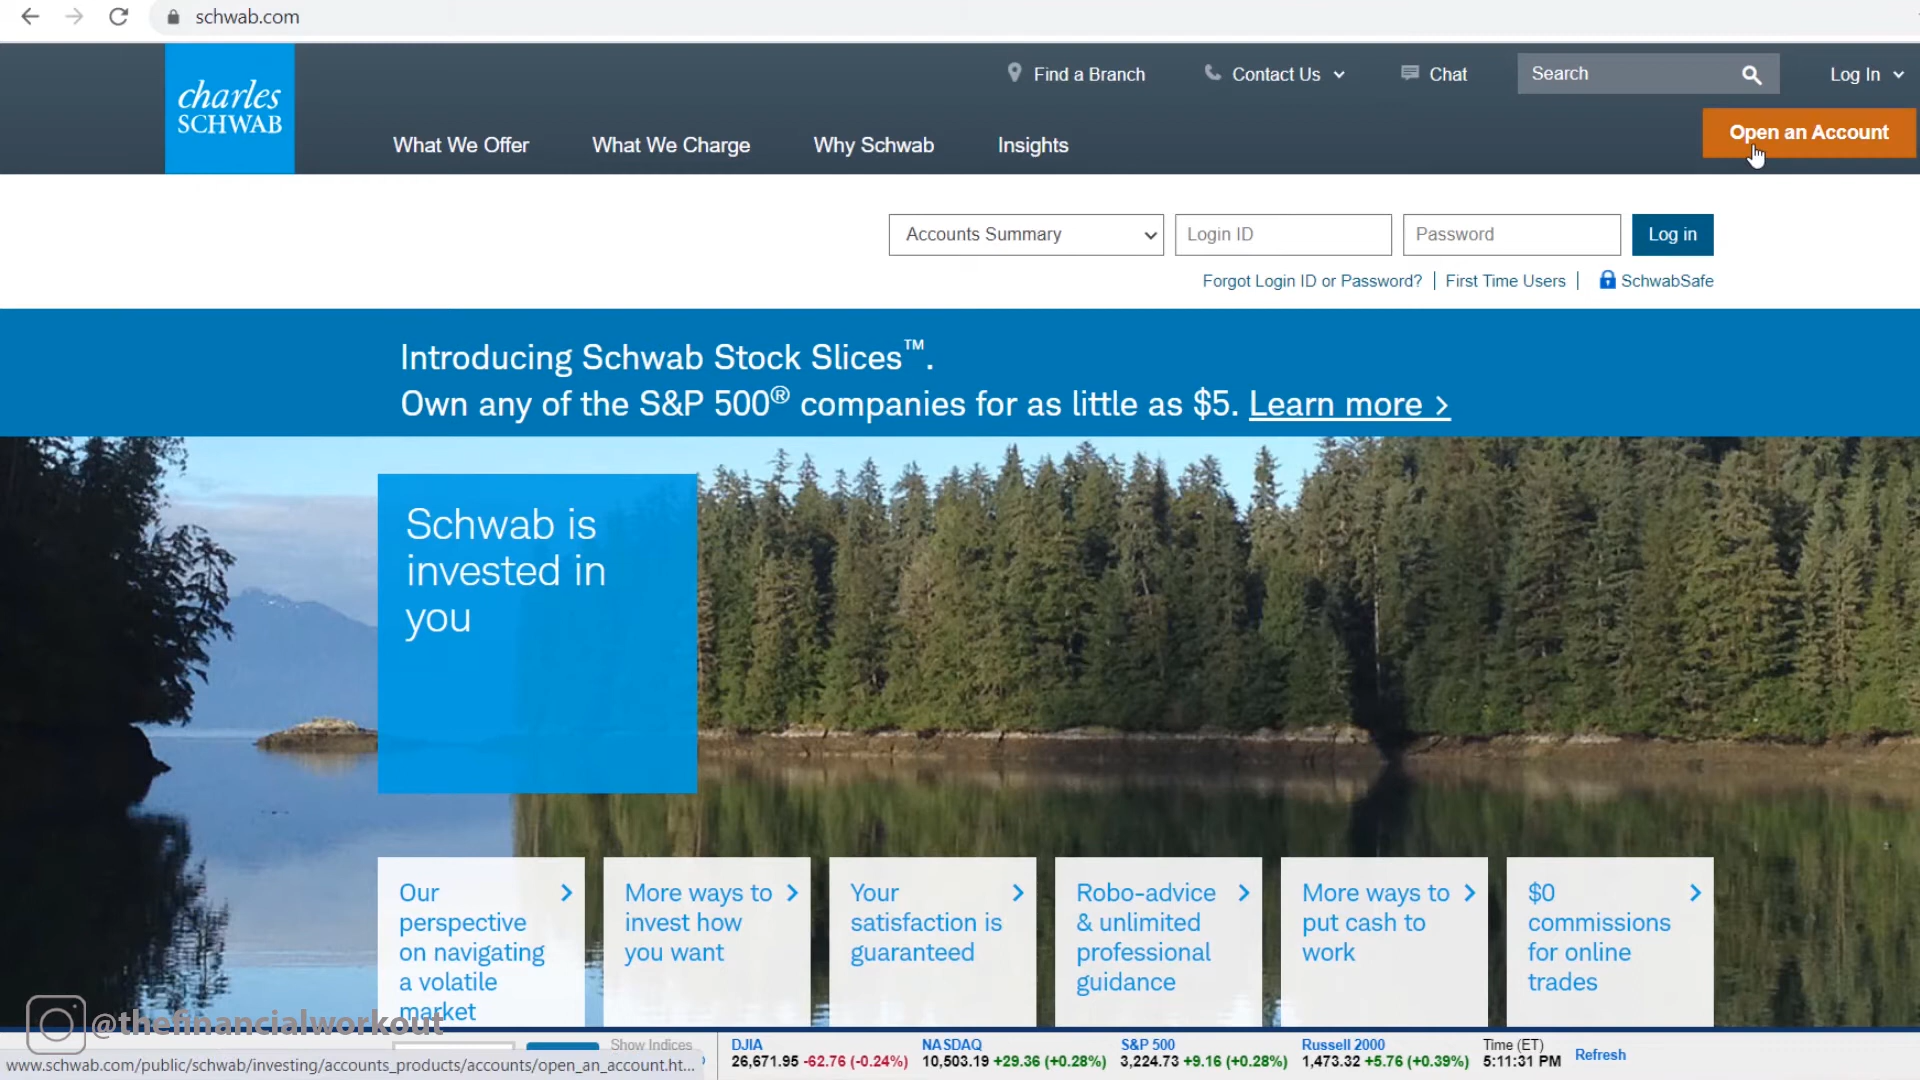 schwab.com
charles
SCHWAB
Find a Branch
Contact Us
Chat
Search
Log In
What We Offer
What We Charge
Why Schwab
Insights
Open an Account
Accounts Summary
Login ID
Password
Log in
Forgot Login ID or Password?
First Time Users
SchwabSafe
Introducing Schwab Stock Slices™.
Own any of the S&P 500® companies for as little as $5. Learn more >
Schwab is
invested in
you
Our
perspective
on navigating
a volatile
market
More ways to
invest how
you want
Your
satisfaction is
guaranteed
Robo-advice
& unlimited
professional
guidance
More ways to
put cash to
work
$0
commissions
for online
trades
@thefinancialworkout
Show Indices
DJIA
26,671.95 -62.76 (-0.24%)
NASDAQ
10,503.19 +29.36 (+0.28%)
S&P 500
3,224.73 +9.16 (+0.28%)
Russell 2000
1,473.32 +5.76 (+0.39%)
Time (ET)
5:11:31 PM
Refresh
www.schwab.com/public/schwab/investing/accounts_products/accounts/open_an_account.ht...